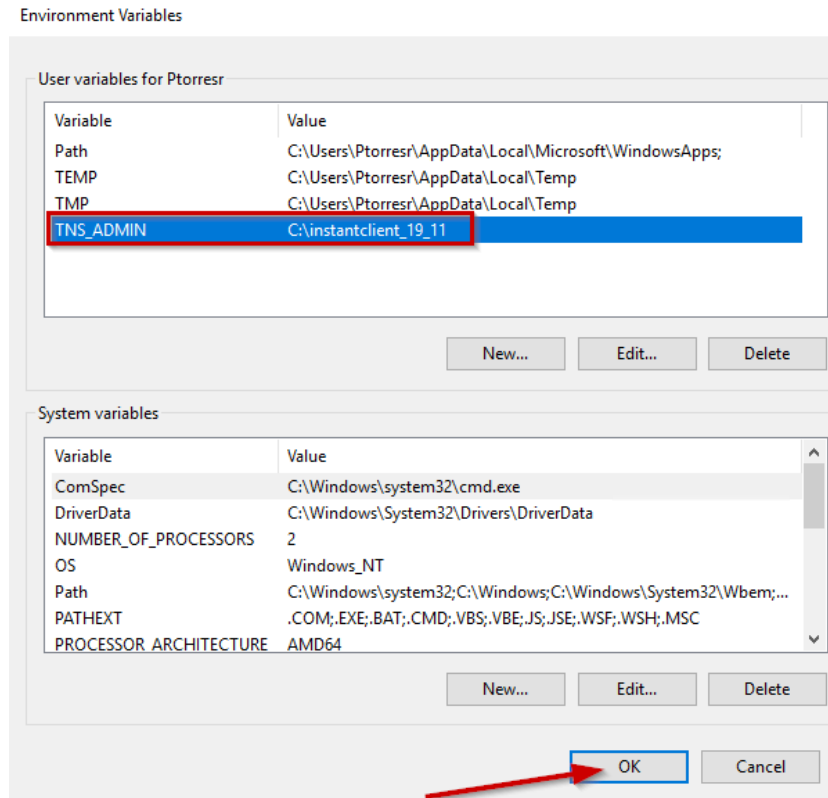 Environment Variables
User variables for Ptorresr
Variable Value
Path C:\Users\Ptorresr\AppData\Local\Microsoft\WindowsApps;
TEMP C:\Users\Ptorresr\AppData\Local\Temp
TMP C:\Users\Ptorresr\AppData\Local\Temp
TNS_ADMIN C:\instantclient_19_11
New... Edit... Delete
System variables
Variable Value
ComSpec C:\Windows\system32\cmd.exe
DriverData C:\Windows\System32\Drivers\DriverData
NUMBER_OF_PROCESSORS 2
OS Windows_NT
Path C:\Windows\system32;C:\Windows;C:\Windows\System32\Wbem;...
PATHEXT .COM;.EXE;.BAT;.CMD;.VBS;.VBE;.JS;.JSE;.WSF;.WSH;.MSC
PROCESSOR_ARCHITECTURE AMD64
New... Edit... Delete
OK Cancel